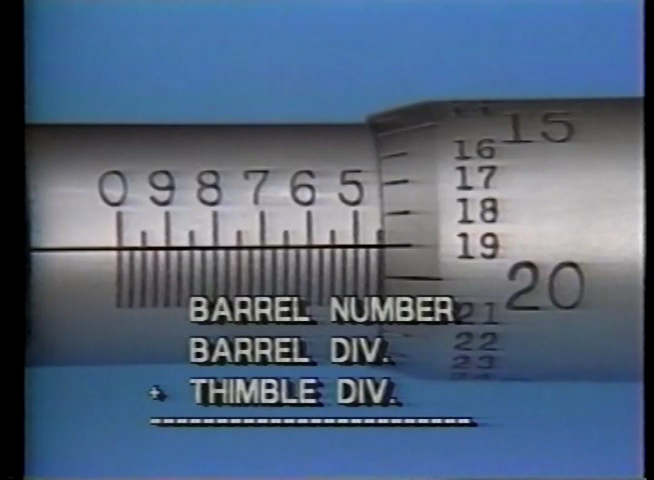 0 9 8 7 6 5
15
16
17
18
19
20
21
22
23
BARREL NUMBER
BARREL DIV.
+ THIMBLE DIV.